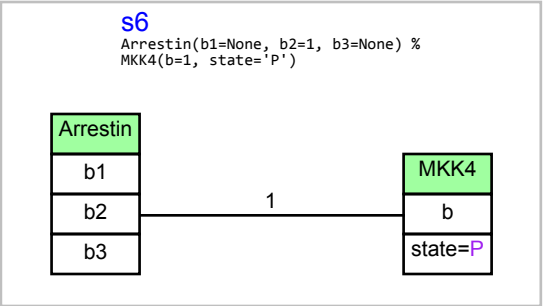 s6
Arrestin(b1=None, b2=1, b3=None) %
MKK4(b=1, state='P')
Arrestin
b1
b2
b3
1
MKK4
b
state=P